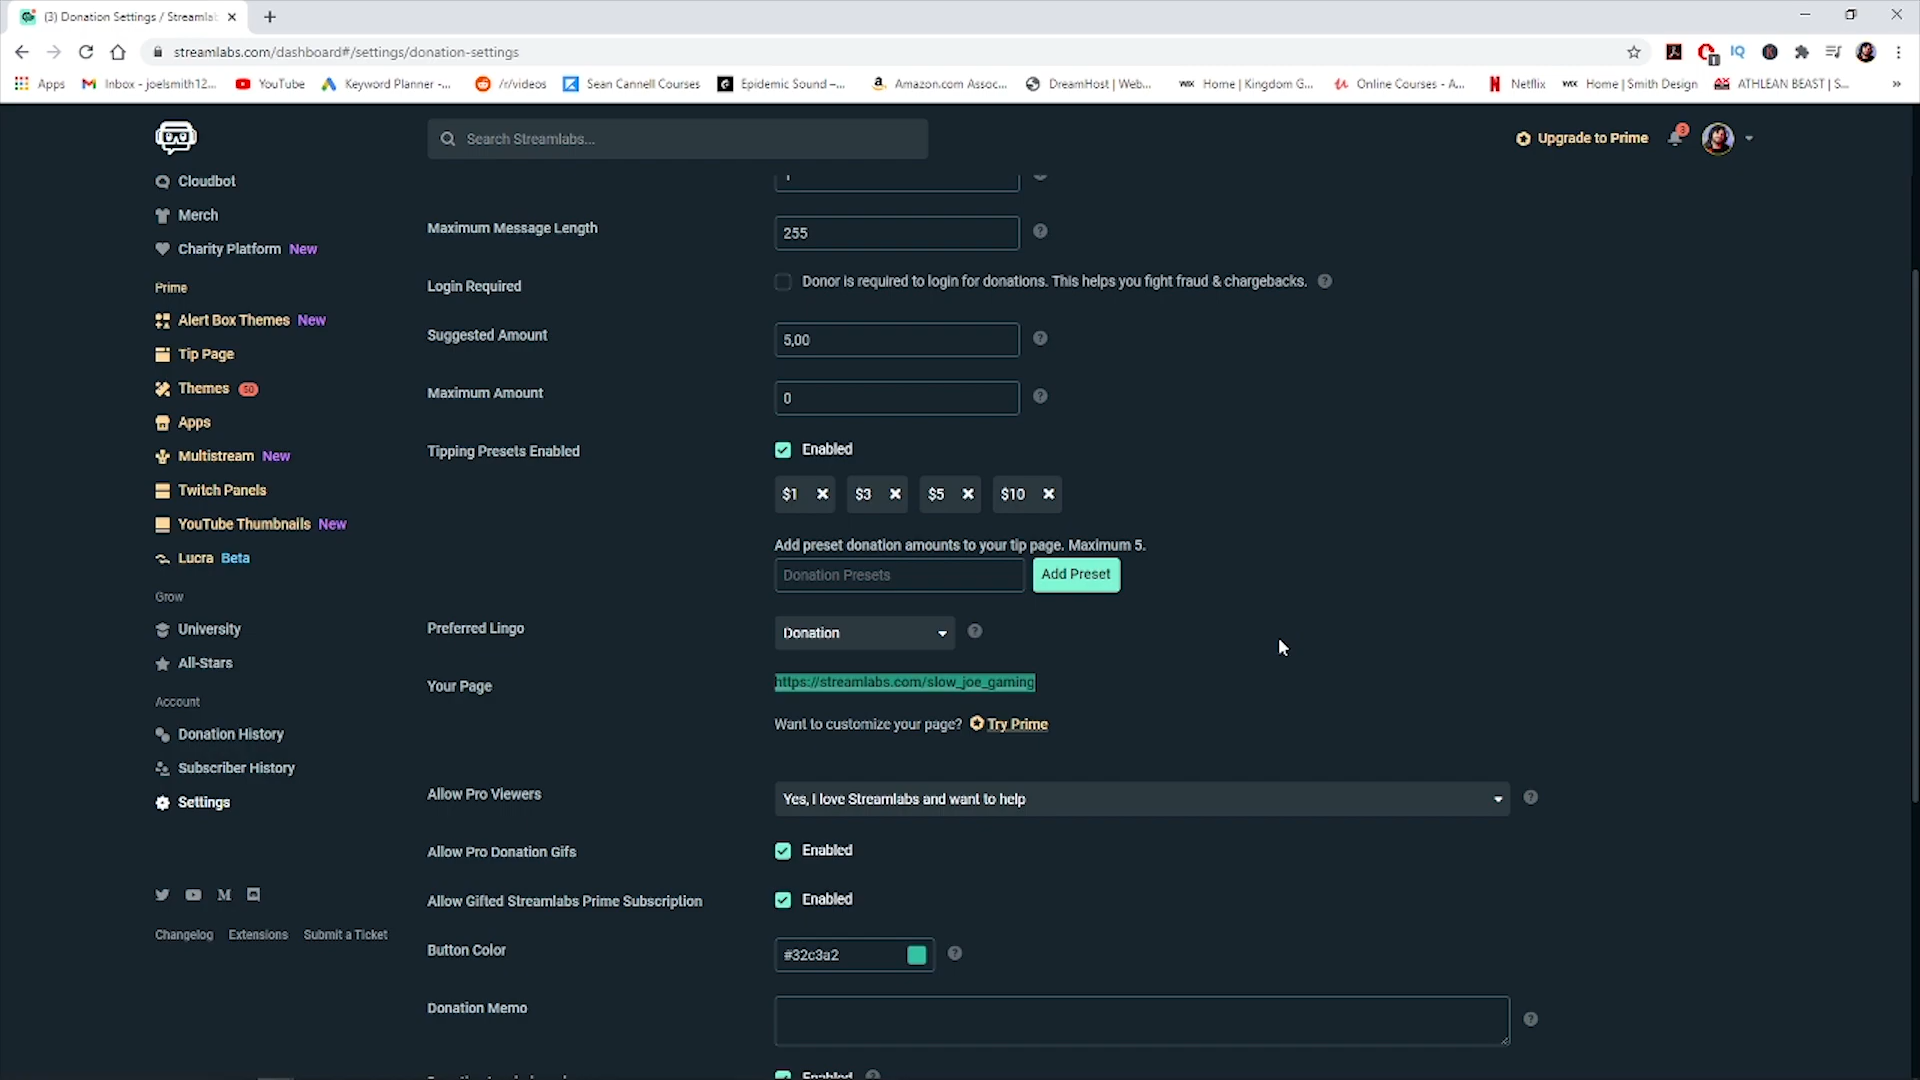 (3) Donation Settings / Streamlab
streamlabs.com/dashboard#/settings/donation-settings
Apps
Inbox - joelsmith12...
YouTube
Keyword Planner -...
/r/videos
Sean Cannell Courses
Epidemic Sound –...
Amazon.com Assoc...
DreamHost | Web...
Home | Kingdom G...
Online Courses - A...
Netflix
Home | Smith Design
ATHLEAN BEAST | S...
Search Streamlabs...
Upgrade to Prime
3
Cloudbot
Merch
Charity Platform New
Prime
Alert Box Themes New
Tip Page
Themes 50
Apps
Multistream New
Twitch Panels
YouTube Thumbnails New
Lucra Beta
Grow
University
All-Stars
Account
Donation History
Subscriber History
Settings
Changelog Extensions Submit a Ticket
Maximum Message Length
255
Login Required
Donor is required to login for donations. This helps you fight fraud & chargebacks.
Suggested Amount
5,00
Maximum Amount
0
Tipping Presets Enabled
Enabled
$1 $3 $5 $10
Add preset donation amounts to your tip page. Maximum 5.
Donation Presets
Add Preset
Preferred Lingo
Donation
Your Page
https://streamlabs.com/slow_joe_gaming
Want to customize your page? Try Prime
Allow Pro Viewers
Yes, I love Streamlabs and want to help
Allow Pro Donation Gifs
Enabled
Allow Gifted Streamlabs Prime Subscription
Enabled
Button Color
#32c3a2
Donation Memo
Enabled